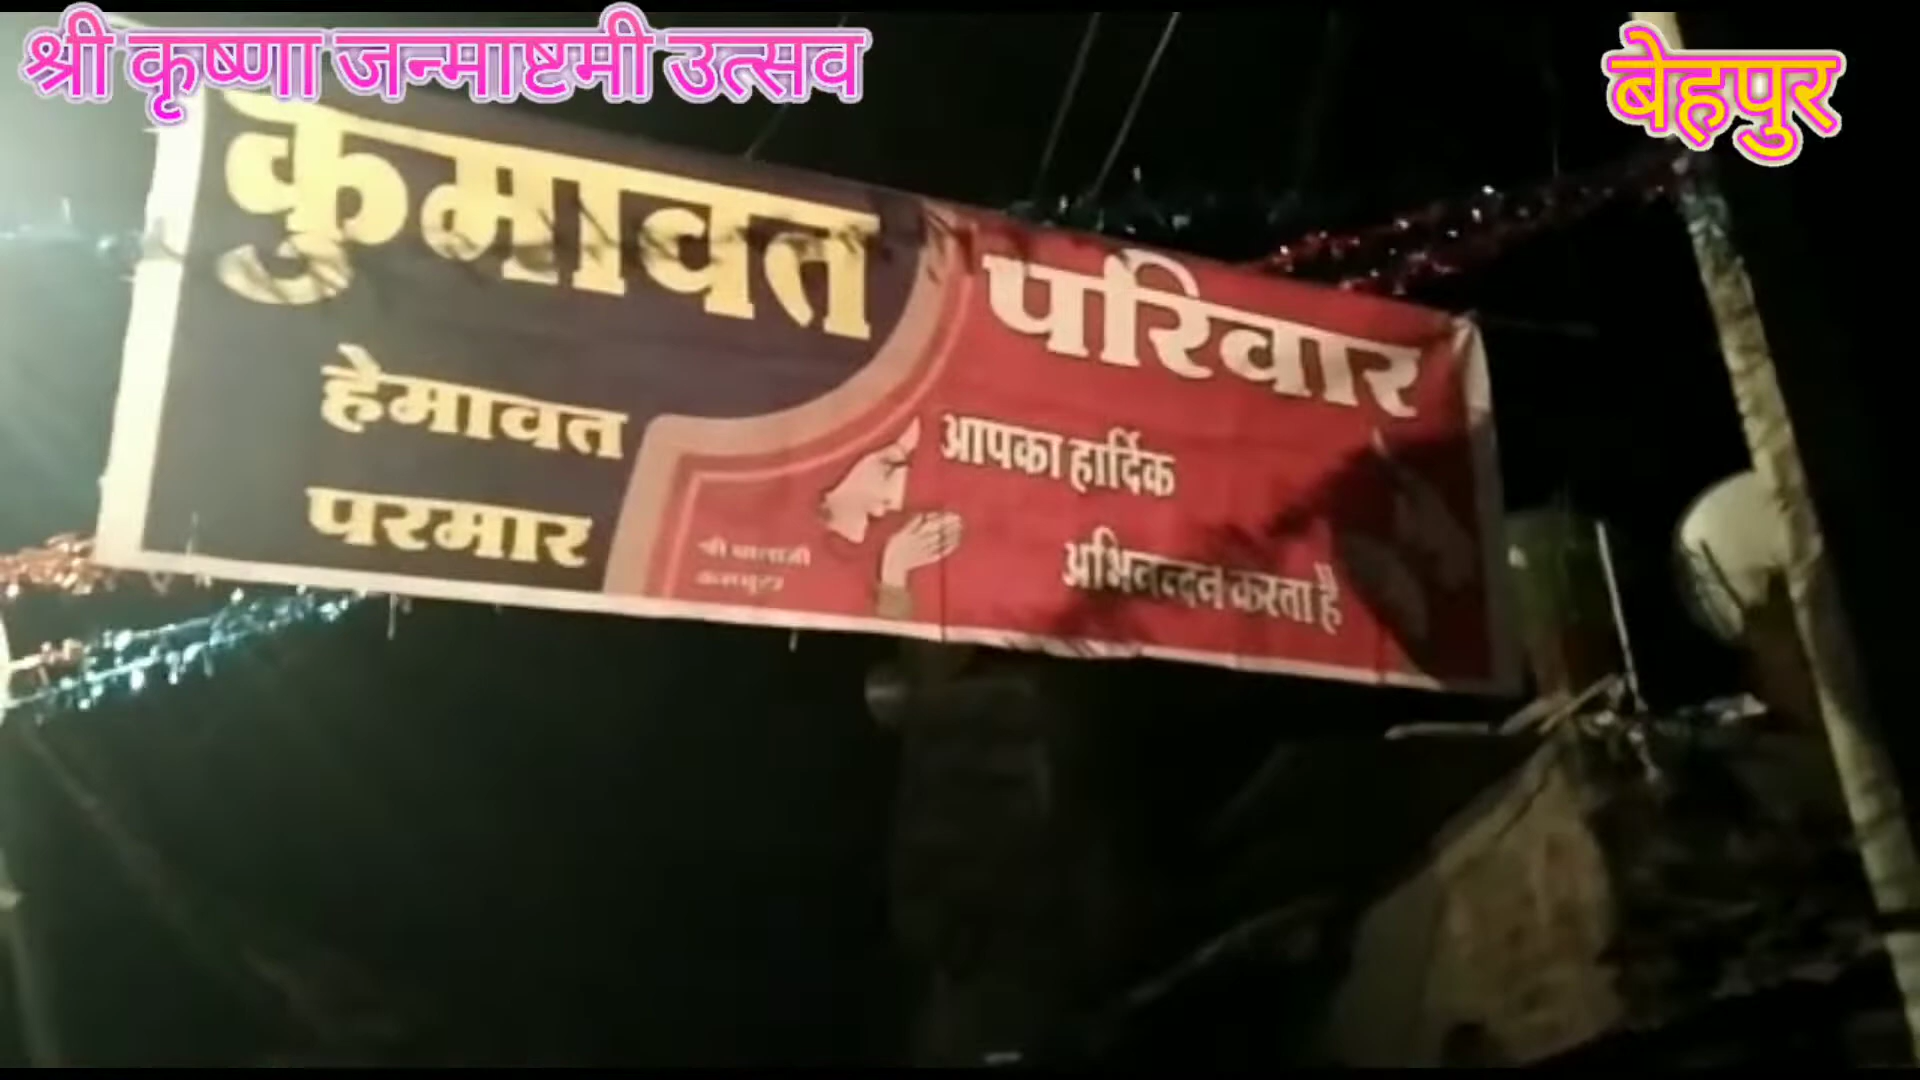 श्री कृष्णा जन्माष्टमी उत्सव
बेहपुर
कुमावत परिवार
हेमावत
परमार
आपका हार्दिक
अभिनन्दन करता है
श्री बालाजी